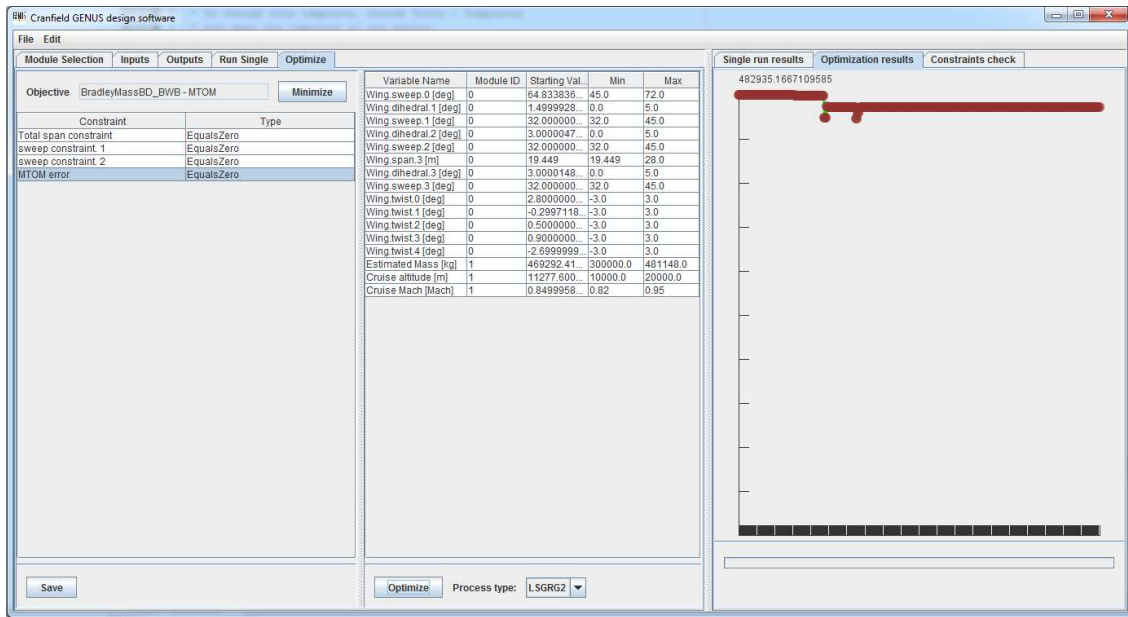 Cranfield GENUS design software
File Edit
Module Selection Inputs Outputs Run Single Optimize
Objective BradleyMassBD_BWB - MTOM Minimize
Constraint Type
Total span constraint EqualsZero
sweep constraint. 1 EqualsZero
sweep constraint. 2 EqualsZero
MTOM error EqualsZero
Save
Variable Name Module ID Starting Val... Min Max
Wing.sweep.0 [deg] 0 64.833836... 45.0 72.0
Wing.dihedral.1 [deg] 0 1.4999928... 0.0 5.0
Wing.sweep.1 [deg] 0 32.000000... 32.0 45.0
Wing.dihedral.2 [deg] 0 3.0000047... 0.0 5.0
Wing.sweep.2 [deg] 0 32.000000... 32.0 45.0
Wing.span.3 [m] 0 19.449 19.449 28.0
Wing.dihedral.3 [deg] 0 3.0000148... 0.0 5.0
Wing.sweep.3 [deg] 0 32.000000... 32.0 45.0
Wing.twist.0 [deg] 0 2.8000000... -3.0 3.0
Wing.twist.1 [deg] 0 -0.2997118... -3.0 3.0
Wing.twist.2 [deg] 0 0.5000000... -3.0 3.0
Wing.twist.3 [deg] 0 0.9000000... -3.0 3.0
Wing.twist.4 [deg] 0 -2.6999999... -3.0 3.0
Estimated Mass [kg] 1 469292.41... 300000.0 481148.0
Cruise altitude [m] 1 11277.600... 10000.0 20000.0
Cruise Mach [Mach] 1 0.8499958... 0.82 0.95
Optimize Process type: LSGRG2
Single run results Optimization results Constraints check
482935.1667109585